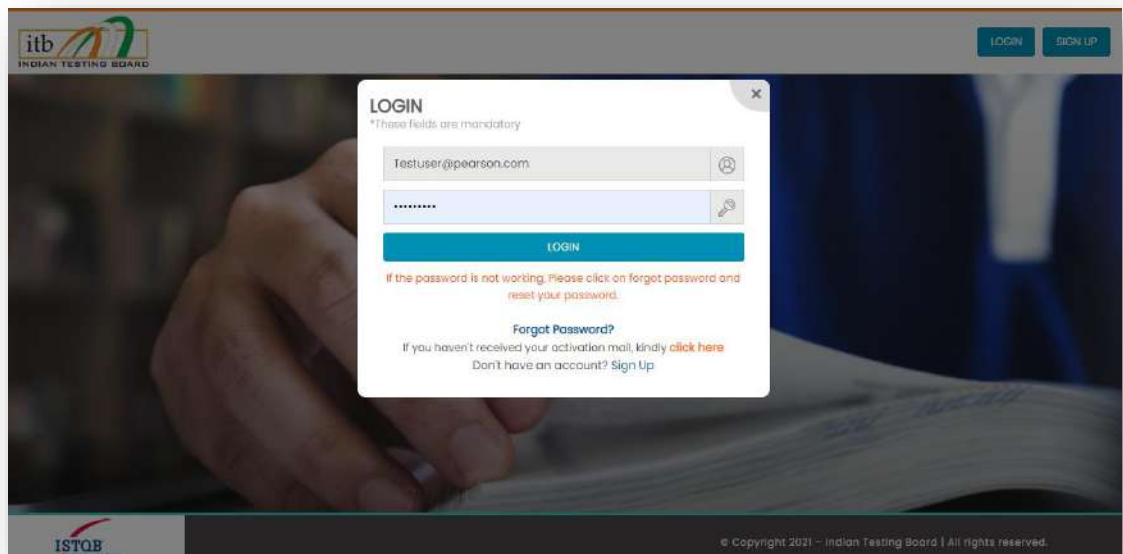 itb
INDIAN TESTING BOARD
LOGIN
SIGN UP
LOGIN
*These fields are mandatory
Testuser@pearson.com
•••••••••
LOGIN
If the password is not working, Please click on forgot password and
reset your password.
Forgot Password?
If you haven't received your activation mail, kindly click here
Don't have an account? Sign Up
ISTQB
© Copyright 2021 – Indian Testing Board | All rights reserved.